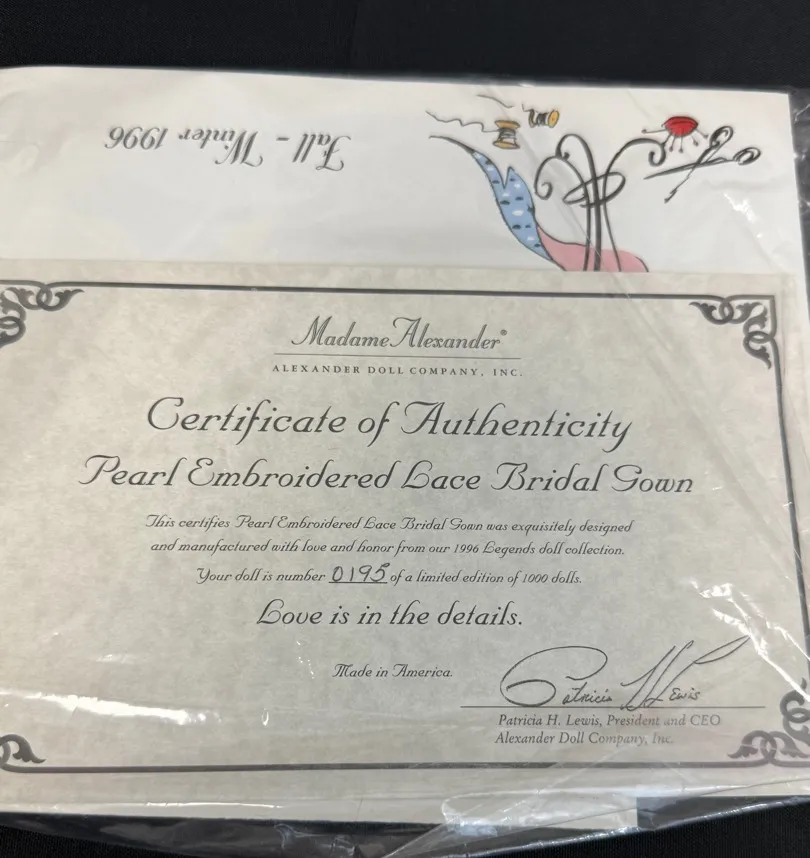 Fall - Winter 1996
Madame Alexander®
ALEXANDER DOLL COMPANY, INC.
Certificate of Authenticity
Pearl Embroidered Lace Bridal Gown
This certifies Pearl Embroidered Lace Bridal Gown was exquisitely designed
and manufactured with love and honor from our 1996 Legends doll collection.
Your doll is number 0195 of a limited edition of 1000 dolls.
Love is in the details.
Made in America.
Patricia H Lewis
Patricia H. Lewis, President and CEO
Alexander Doll Company, Inc.